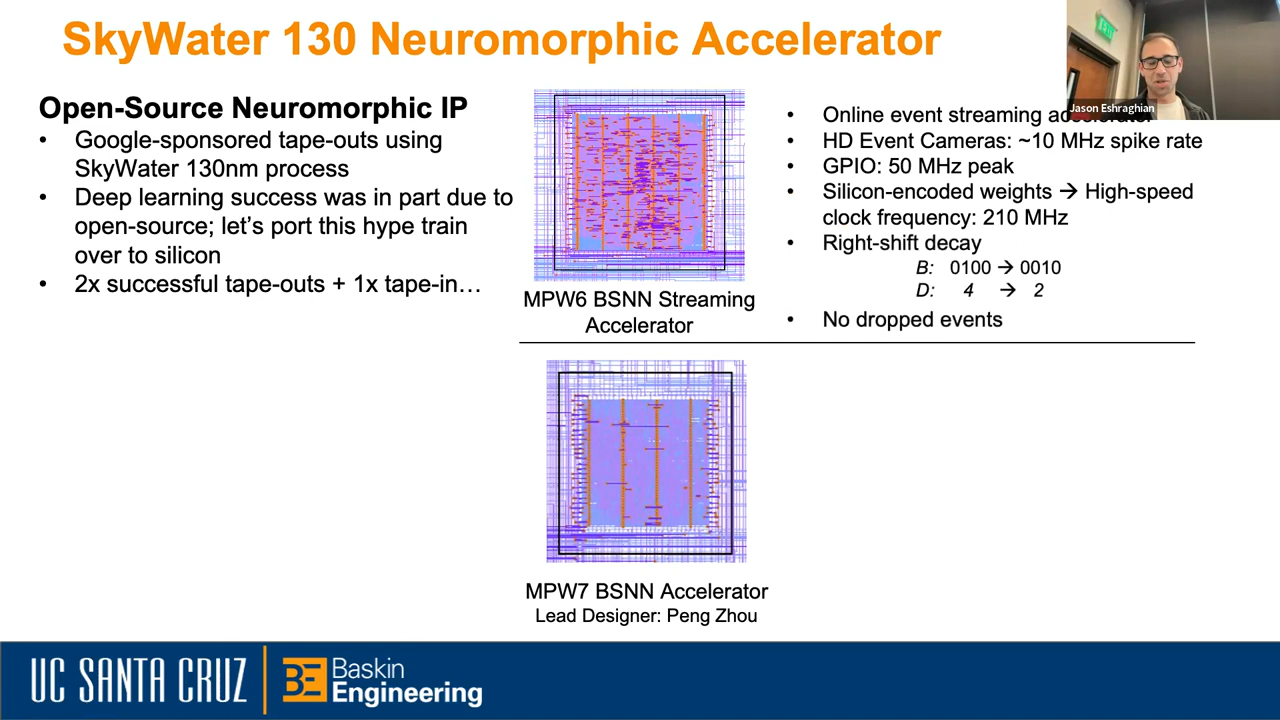 SkyWater 130 Neuromorphic Accelerator
EXIT
Jason Eshraghian
Open-Source Neuromorphic IP
• Google-sponsored tape-outs using
SkyWater 130nm process
• Deep learning success was in part due to
open-source; let's port this hype train
over to silicon
• 2x successful tape-outs + 1x tape-in…
MPW6 BSNN Streaming
Accelerator
• Online event streaming
• HD Event Cameras: ~10 MHz spike rate
• GPIO: 50 MHz peak
• Silicon-encoded weights → High-speed
clock frequency: 210 MHz
• Right-shift decay
B: 0100 → 0010
D: 4 → 2
• No dropped events
MPW7 BSNN Accelerator
Lead Designer: Peng Zhou
UC SANTA CRUZ
BE Baskin
Engineering